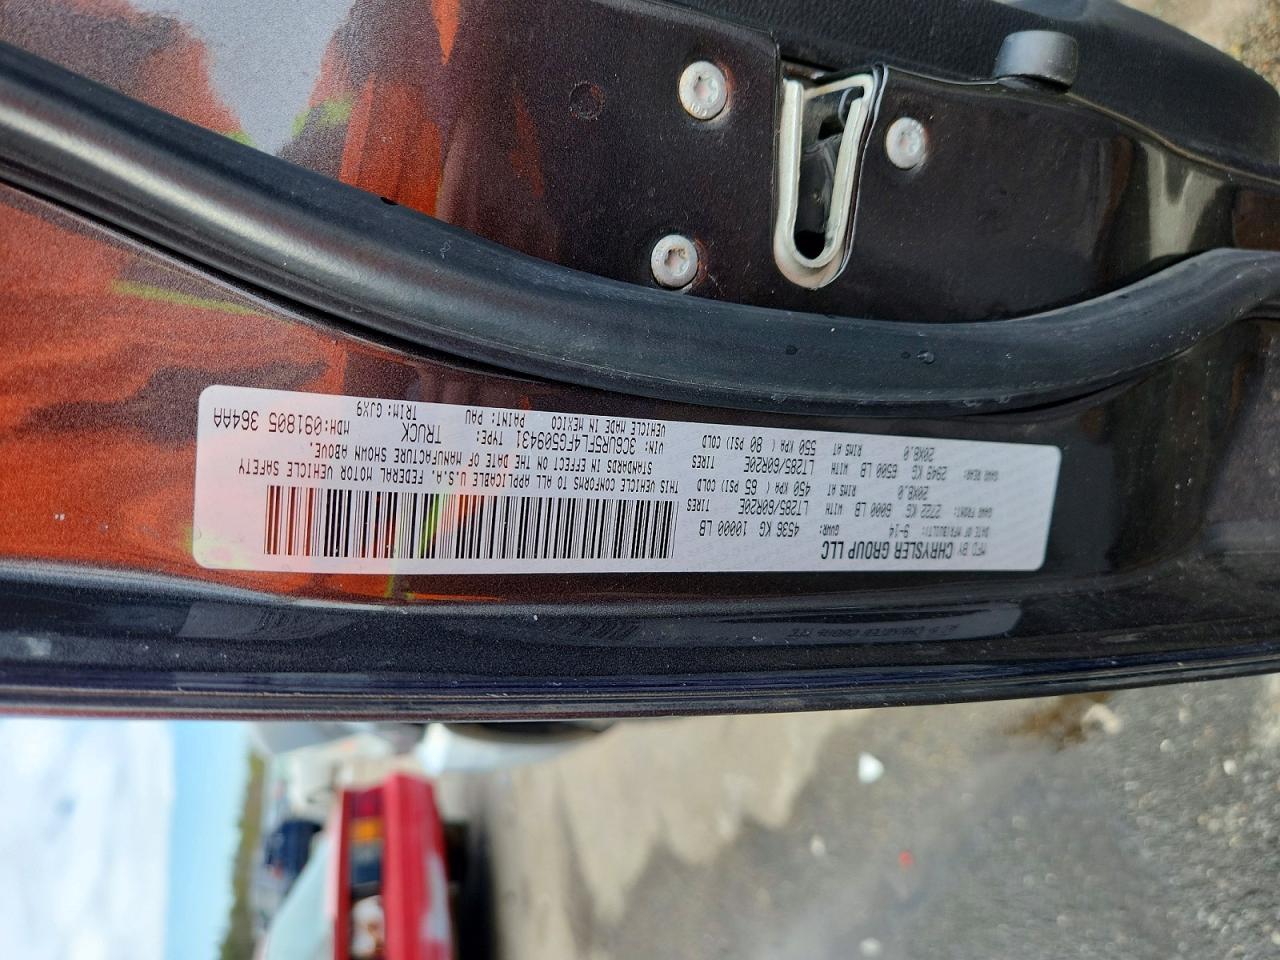 MFD BY CHRYSLER GROUP LLC
DATE OF MFR(BUILT): 9-14 GVWR: 4536 KG 10000 LB
GAWR FRONT: 2722 KG 6000 LB WITH LT285/60R20E TIRES
20X8.0 RIMS AT 450 KPA ( 65 PSI) COLD
GAWR REAR: 2949 KG 6500 LB WITH LT285/60R20E TIRES
20X8.0 RIMS AT 550 KPA ( 80 PSI) COLD
THIS VEHICLE CONFORMS TO ALL APPLICABLE U.S.A. FEDERAL MOTOR VEHICLE SAFETY
STANDARDS IN EFFECT ON THE DATE OF MANUFACTURE SHOWN ABOVE.
VIN: 3C6UR5FL4FG509431 TYPE: TRUCK MDH:091805 364AA
VEHICLE MADE IN MEXICO PAINT: PAU TRIM: GJX9